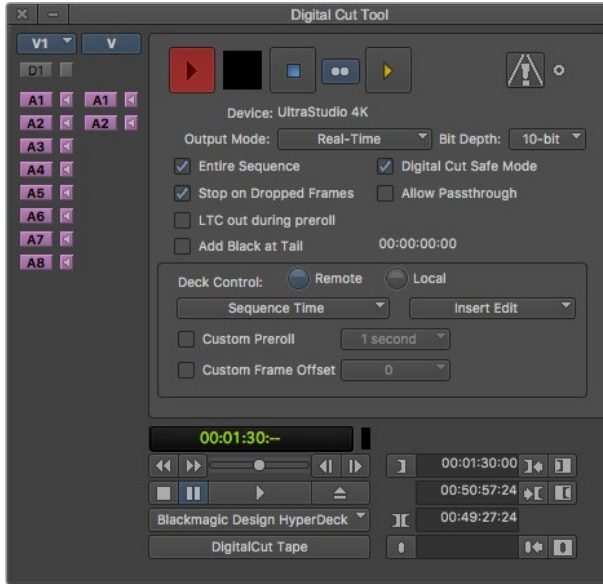 Digital Cut Tool
V1 V
D1
A1 A1
A2 A2
A3
A4
A5
A6
A7
A8
Device: UltraStudio 4K
Output Mode: Real-Time Bit Depth: 10-bit
Entire Sequence Digital Cut Safe Mode
Stop on Dropped Frames Allow Passthrough
LTC out during preroll
Add Black at Tail 00:00:00:00
Deck Control: Remote Local
Sequence Time Insert Edit
Custom Preroll 1 second
Custom Frame Offset 0
00:01:30:--
00:01:30:00
00:50:57:24
Blackmagic Design HyperDeck 00:49:27:24
DigitalCut Tape